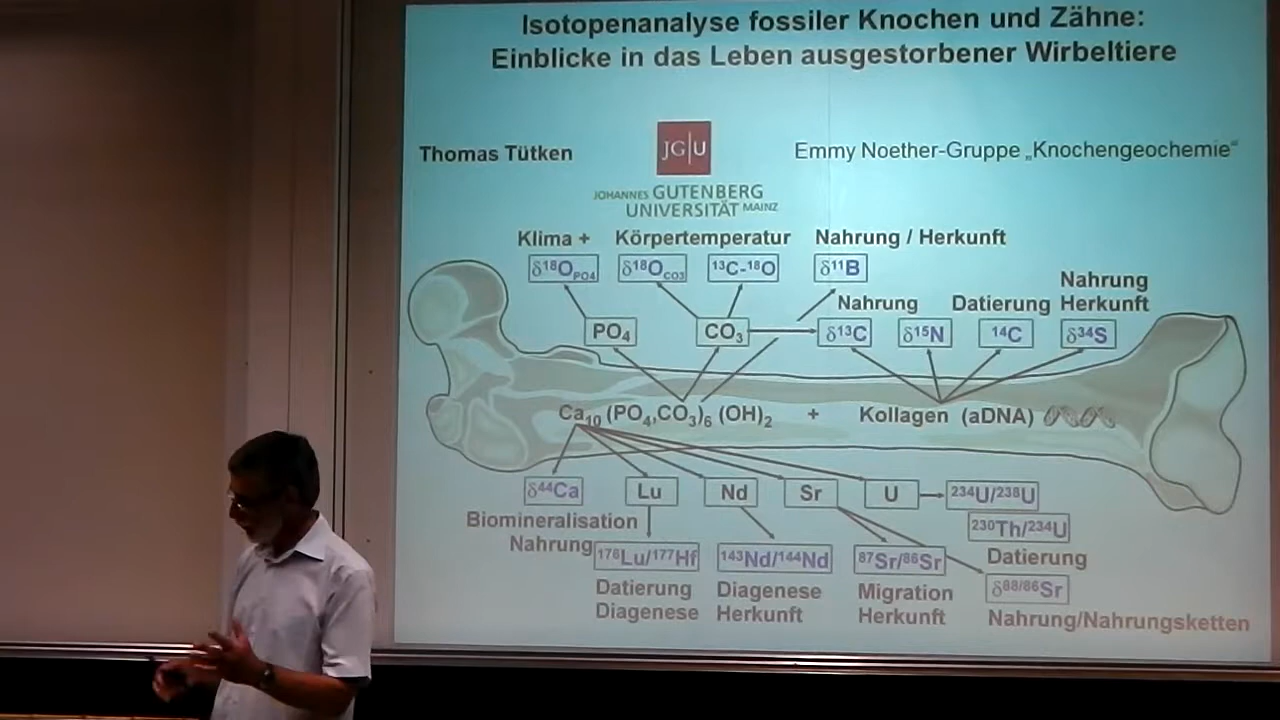 Isotopenanalyse fossiler Knochen und Zähne:
Einblicke in das Leben ausgestorbener Wirbeltiere
Thomas Tütken
JG|U
Emmy Noether-Gruppe „Knochengeochemie“
JOHANNES GUTENBERG
UNIVERSITÄT MAINZ
Klima + Körpertemperatur Nahrung / Herkunft
δ¹⁸O_PO4 δ¹⁸O_CO3 ¹³C-¹⁸O δ¹¹B
Nahrung
Herkunft
Nahrung Datierung
PO₄ CO₃ δ¹³C δ¹⁵N ¹⁴C δ³⁴S
Ca₁₀(PO₄,CO₃)₆(OH)₂ + Kollagen (aDNA)
δ⁴⁴Ca Lu Nd Sr U ²³⁴U/²³⁸U
Biomineralisation
Nahrung
²³⁰Th/²³⁴U
Datierung
¹⁷⁶Lu/¹⁷⁷Hf ¹⁴³Nd/¹⁴⁴Nd ⁸⁷Sr/⁸⁶Sr
δ⁸⁸/⁸⁶Sr
Datierung Diagenese Migration
Diagenese Herkunft Herkunft
Nahrung/Nahrungsketten